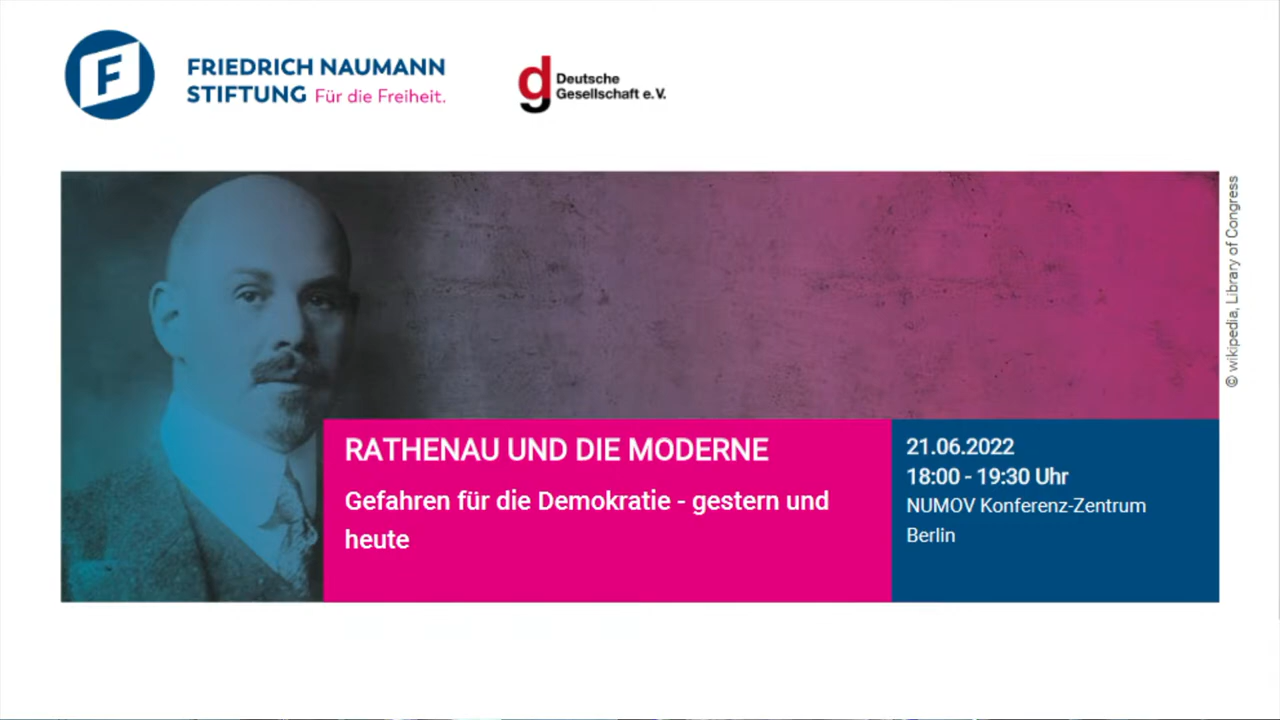 F
FRIEDRICH NAUMANN
STIFTUNG Für die Freiheit.
dg
Deutsche
Gesellschaft e.V.
© wikipedia, Library of Congress
RATHENAU UND DIE MODERNE
Gefahren für die Demokratie - gestern und
heute
21.06.2022
18:00 - 19:30 Uhr
NUMOV Konferenz-Zentrum
Berlin